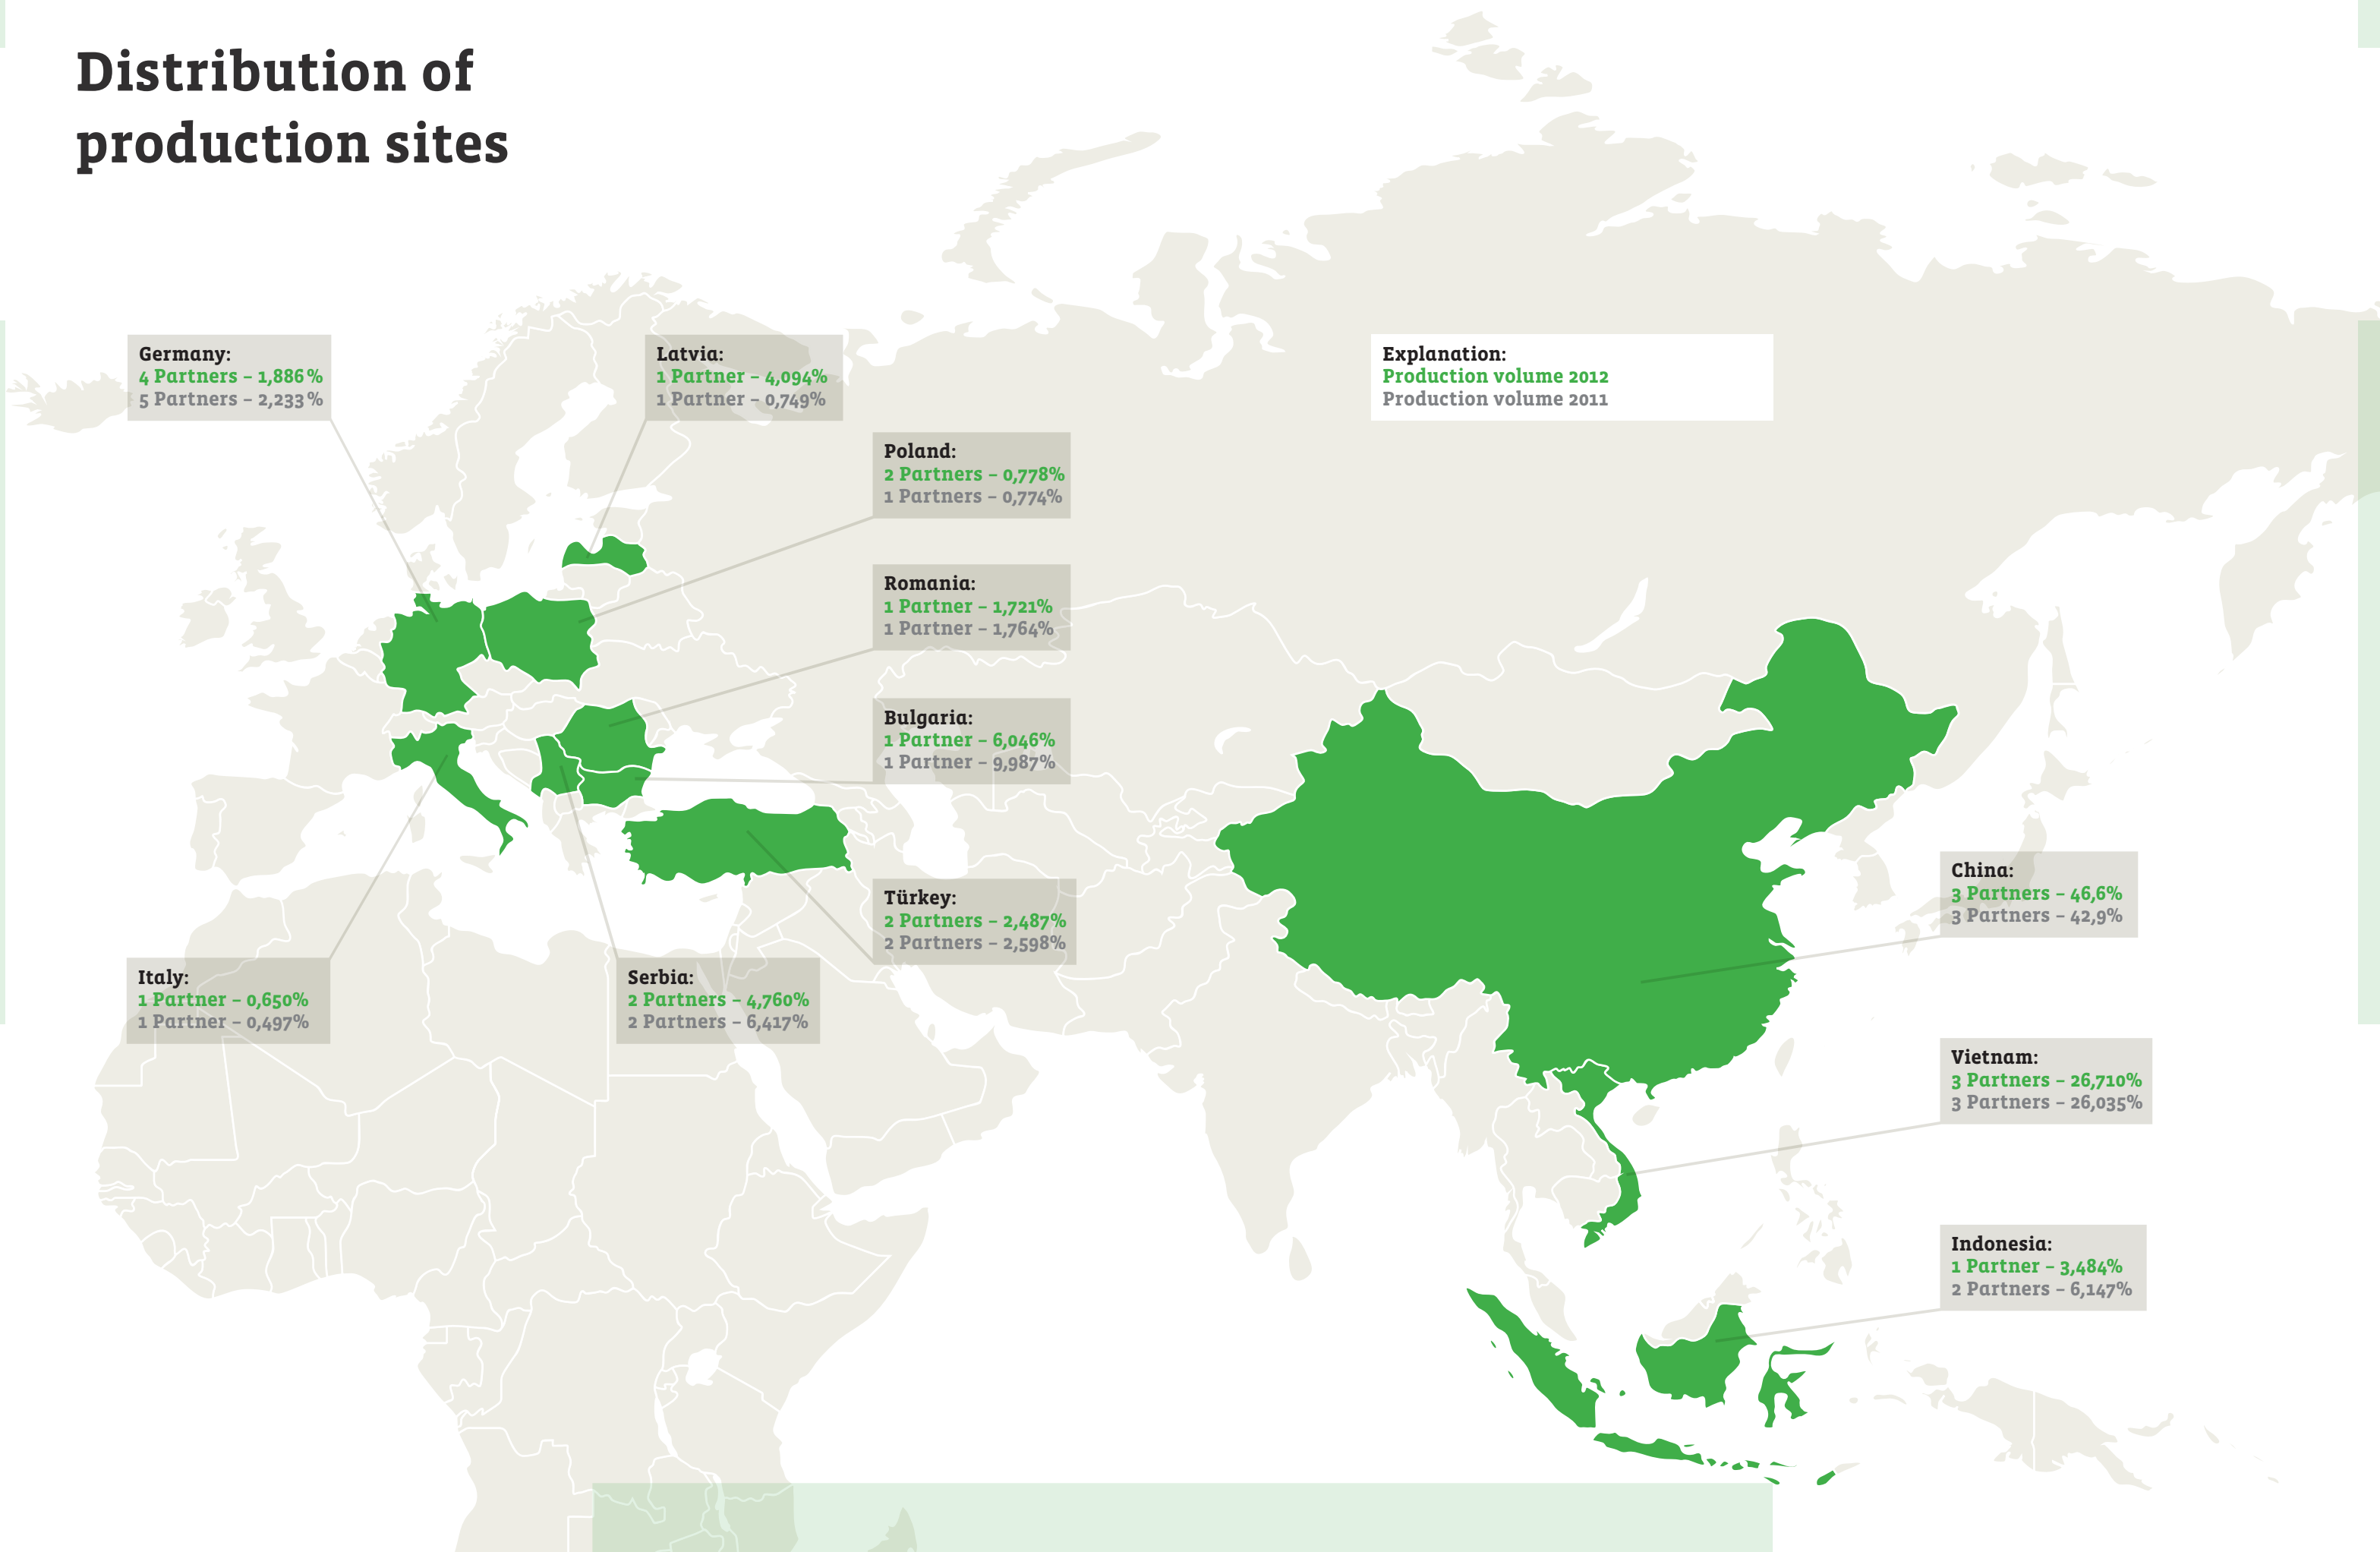 Distribution of
production sites
Germany:
4 Partners – 1,886 %
5 Partners – 2,233 %
Latvia:
1 Partner – 4,094%
1 Partner – 0,749%
Explanation:
Production volume 2012
Production volume 2011
Poland:
2 Partners – 0,778%
1 Partners – 0,774%
Romania:
1 Partner – 1,721%
1 Partner – 1,764%
Bulgaria:
1 Partner – 6,046%
1 Partner – 9,987%
Türkey:
2 Partners – 2,487%
2 Partners – 2,598%
China:
3 Partners – 46,6%
3 Partners – 42,9%
Italy:
1 Partner – 0,650%
1 Partner – 0,497%
Serbia:
2 Partners – 4,760%
2 Partners – 6,417%
Vietnam:
3 Partners – 26,710%
3 Partners – 26,035%
Indonesia:
1 Partner – 3,484%
2 Partners – 6,147%